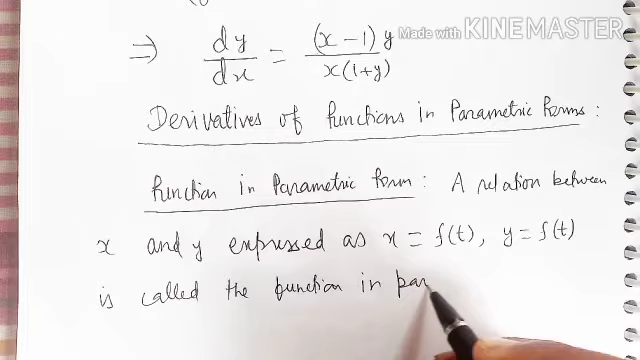 ⇒ dy/dx = (x-1)y / x(1+y)
Made with KINEMASTER
Derivatives of functions in Parametric forms :
Function in Parametric form : A relation between
x and y expressed as x = f(t), y = f(t)
is called the function in par